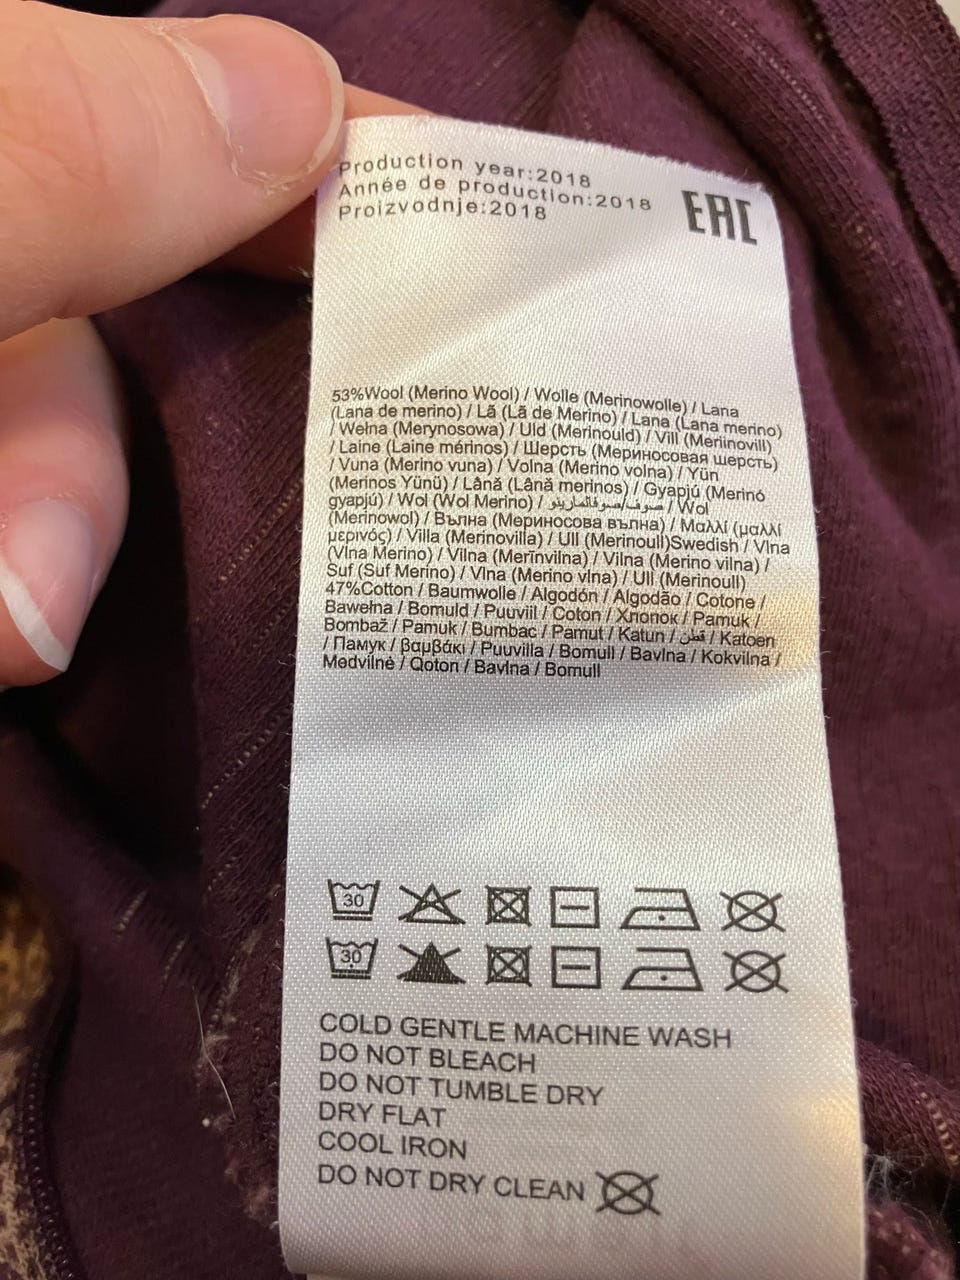 Production year:2018
Année de production:2018
Proizvodnje:2018
EAC
53%Wool (Merino Wool) / Wolle (Merinowolle) / Lana
(Lana de merino) / Lã (Lã de Merino) / Lana (Lana merino)
/ Wełna (Merynosowa) / Uld (Merinould) / Vill (Meriinovill)
/ Laine (Laine mérinos) / Шерсть (Мериносовая шерсть)
/ Vuna (Merino vuna) / Volna (Merino volna) / Yün
(Merinos Yünü) / Lână (Lână merinos) / Gyapjú (Merinó
gyapjú) / Wol (Wol Merino) / صوف/صوفالمارينو / Wol
(Merinowol) / Вълна (Мериносова вълна) / Μαλλί (μαλλί
μερινός) / Villa (Merinovilla) / Ull (Merinoull)Swedish / Vlna
(Vlna Merino) / Vilna (Merīnvilna) / Vilna (Merino vilna) /
Suf (Suf Merino) / Vlna (Merino vlna) / Ull (Merinoull)
47%Cotton / Baumwolle / Algodón / Algodão / Cotone /
Bawełna / Bomuld / Puuviil / Coton / Хлопок / Pamuk /
Bombaž / Pamuk / Bumbac / Pamut / Katun / قطن / Katoen
/ Памук / βαμβάκι / Puuvilla / Bomull / Bavlna / Kokvilna /
Medvilnė / Qoton / Bavlna / Bomull
30
30
COLD GENTLE MACHINE WASH
DO NOT BLEACH
DO NOT TUMBLE DRY
DRY FLAT
COOL IRON
DO NOT DRY CLEAN